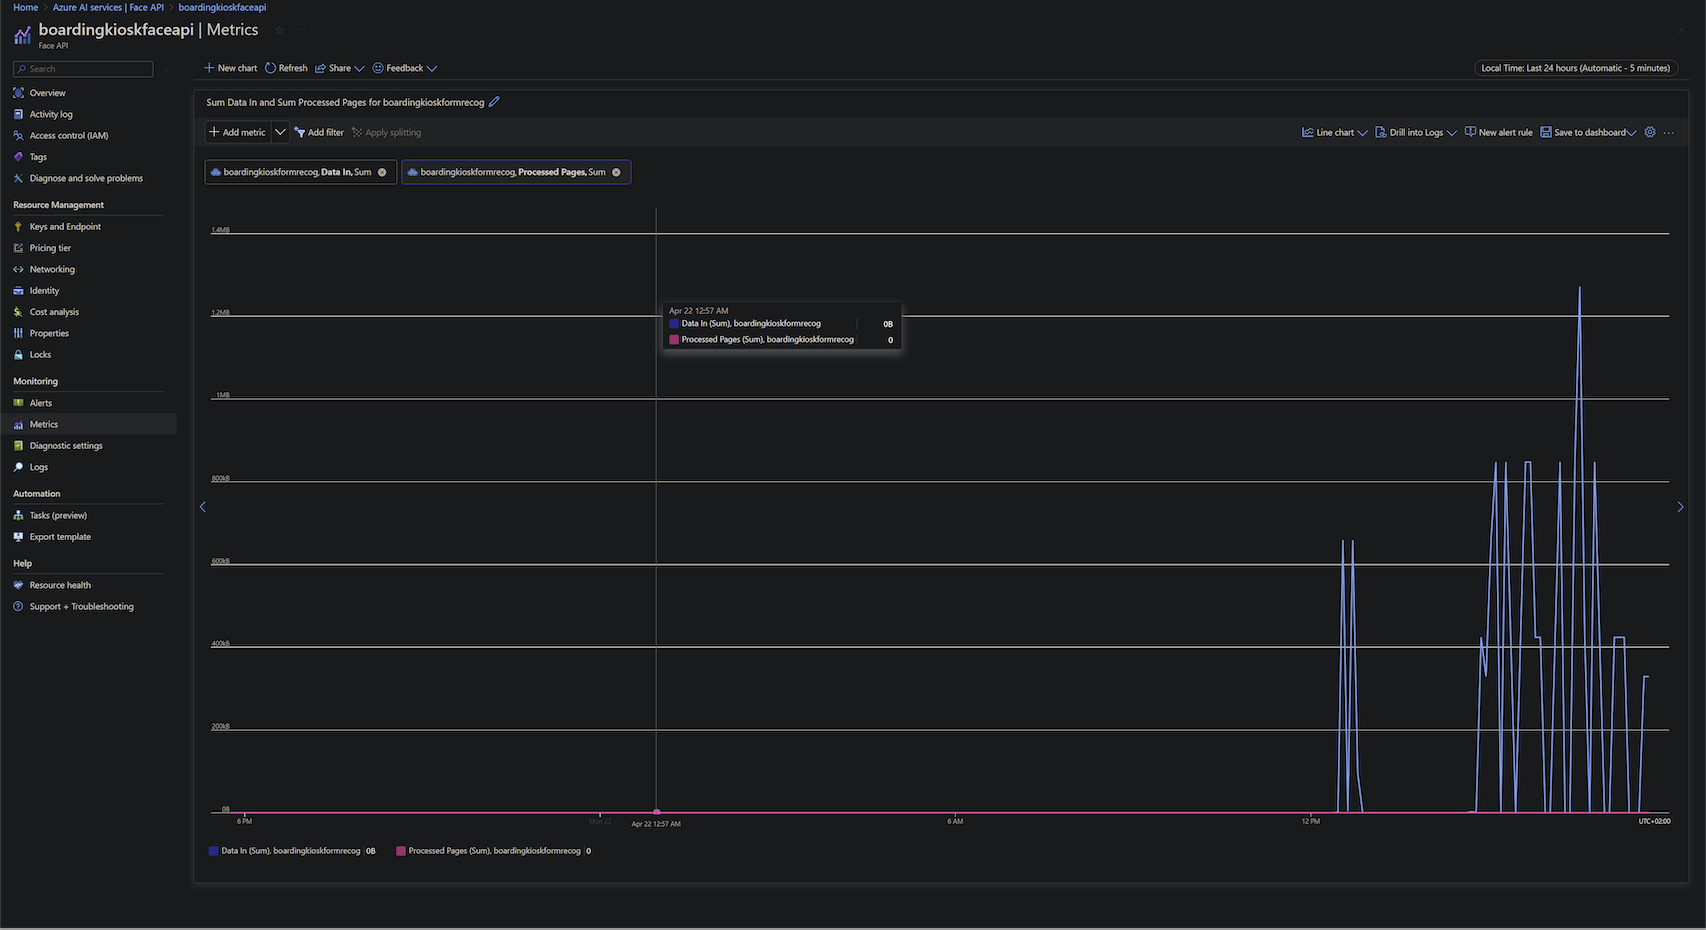 Home > Azure AI services | Face API > boardingkioskfaceapi
boardingkioskfaceapi | Metrics
Face API
Search
Overview
Activity log
Access control (IAM)
Tags
Diagnose and solve problems
Resource Management
Keys and Endpoint
Pricing tier
Networking
Identity
Cost analysis
Properties
Locks
Monitoring
Alerts
Metrics
Diagnostic settings
Logs
Automation
Tasks (preview)
Export template
Help
Resource health
Support + Troubleshooting
New chart Refresh Share Feedback
Local Time: Last 24 hours (Automatic - 5 minutes)
Sum Data In and Sum Processed Pages for boardingkioskformrecog
Add metric Add filter Apply splitting
Line chart Drill into Logs New alert rule Save to dashboard ...
boardingkioskformrecog, Data In, Sum boardingkioskformrecog, Processed Pages, Sum
1.4MB
1.2MB
1MB
800kB
600kB
400kB
200kB
0B
Apr 22 12:57 AM
Data In (Sum), boardingkioskformrecog 0B
Processed Pages (Sum), boardingkioskformrecog 0
6 PM Mon 22 Apr 22 12:57 AM 6 AM 12 PM UTC+02:00
Data In (Sum), boardingkioskformrecog | 0B Processed Pages (Sum), boardingkioskformrecog | 0